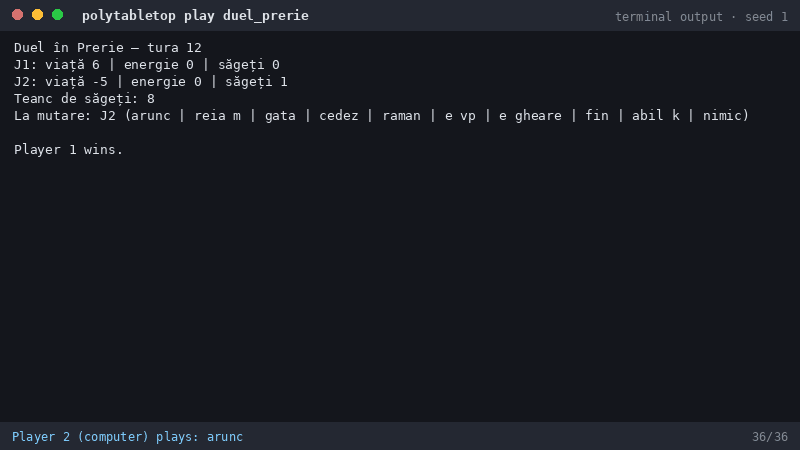 polytabletop play duel_prerie
terminal output · seed 1
Duel în Prerie — tura 12
J1: viață 6 | energie 0 | săgeți 0
J2: viață -5 | energie 0 | săgeți 1
Teanc de săgeți: 8
La mutare: J2 (arunc | reia m | gata | cedez | raman | e vp | e gheare | fin | abil k | nimic)
Player 1 wins.
Player 2 (computer) plays: arunc
36/36